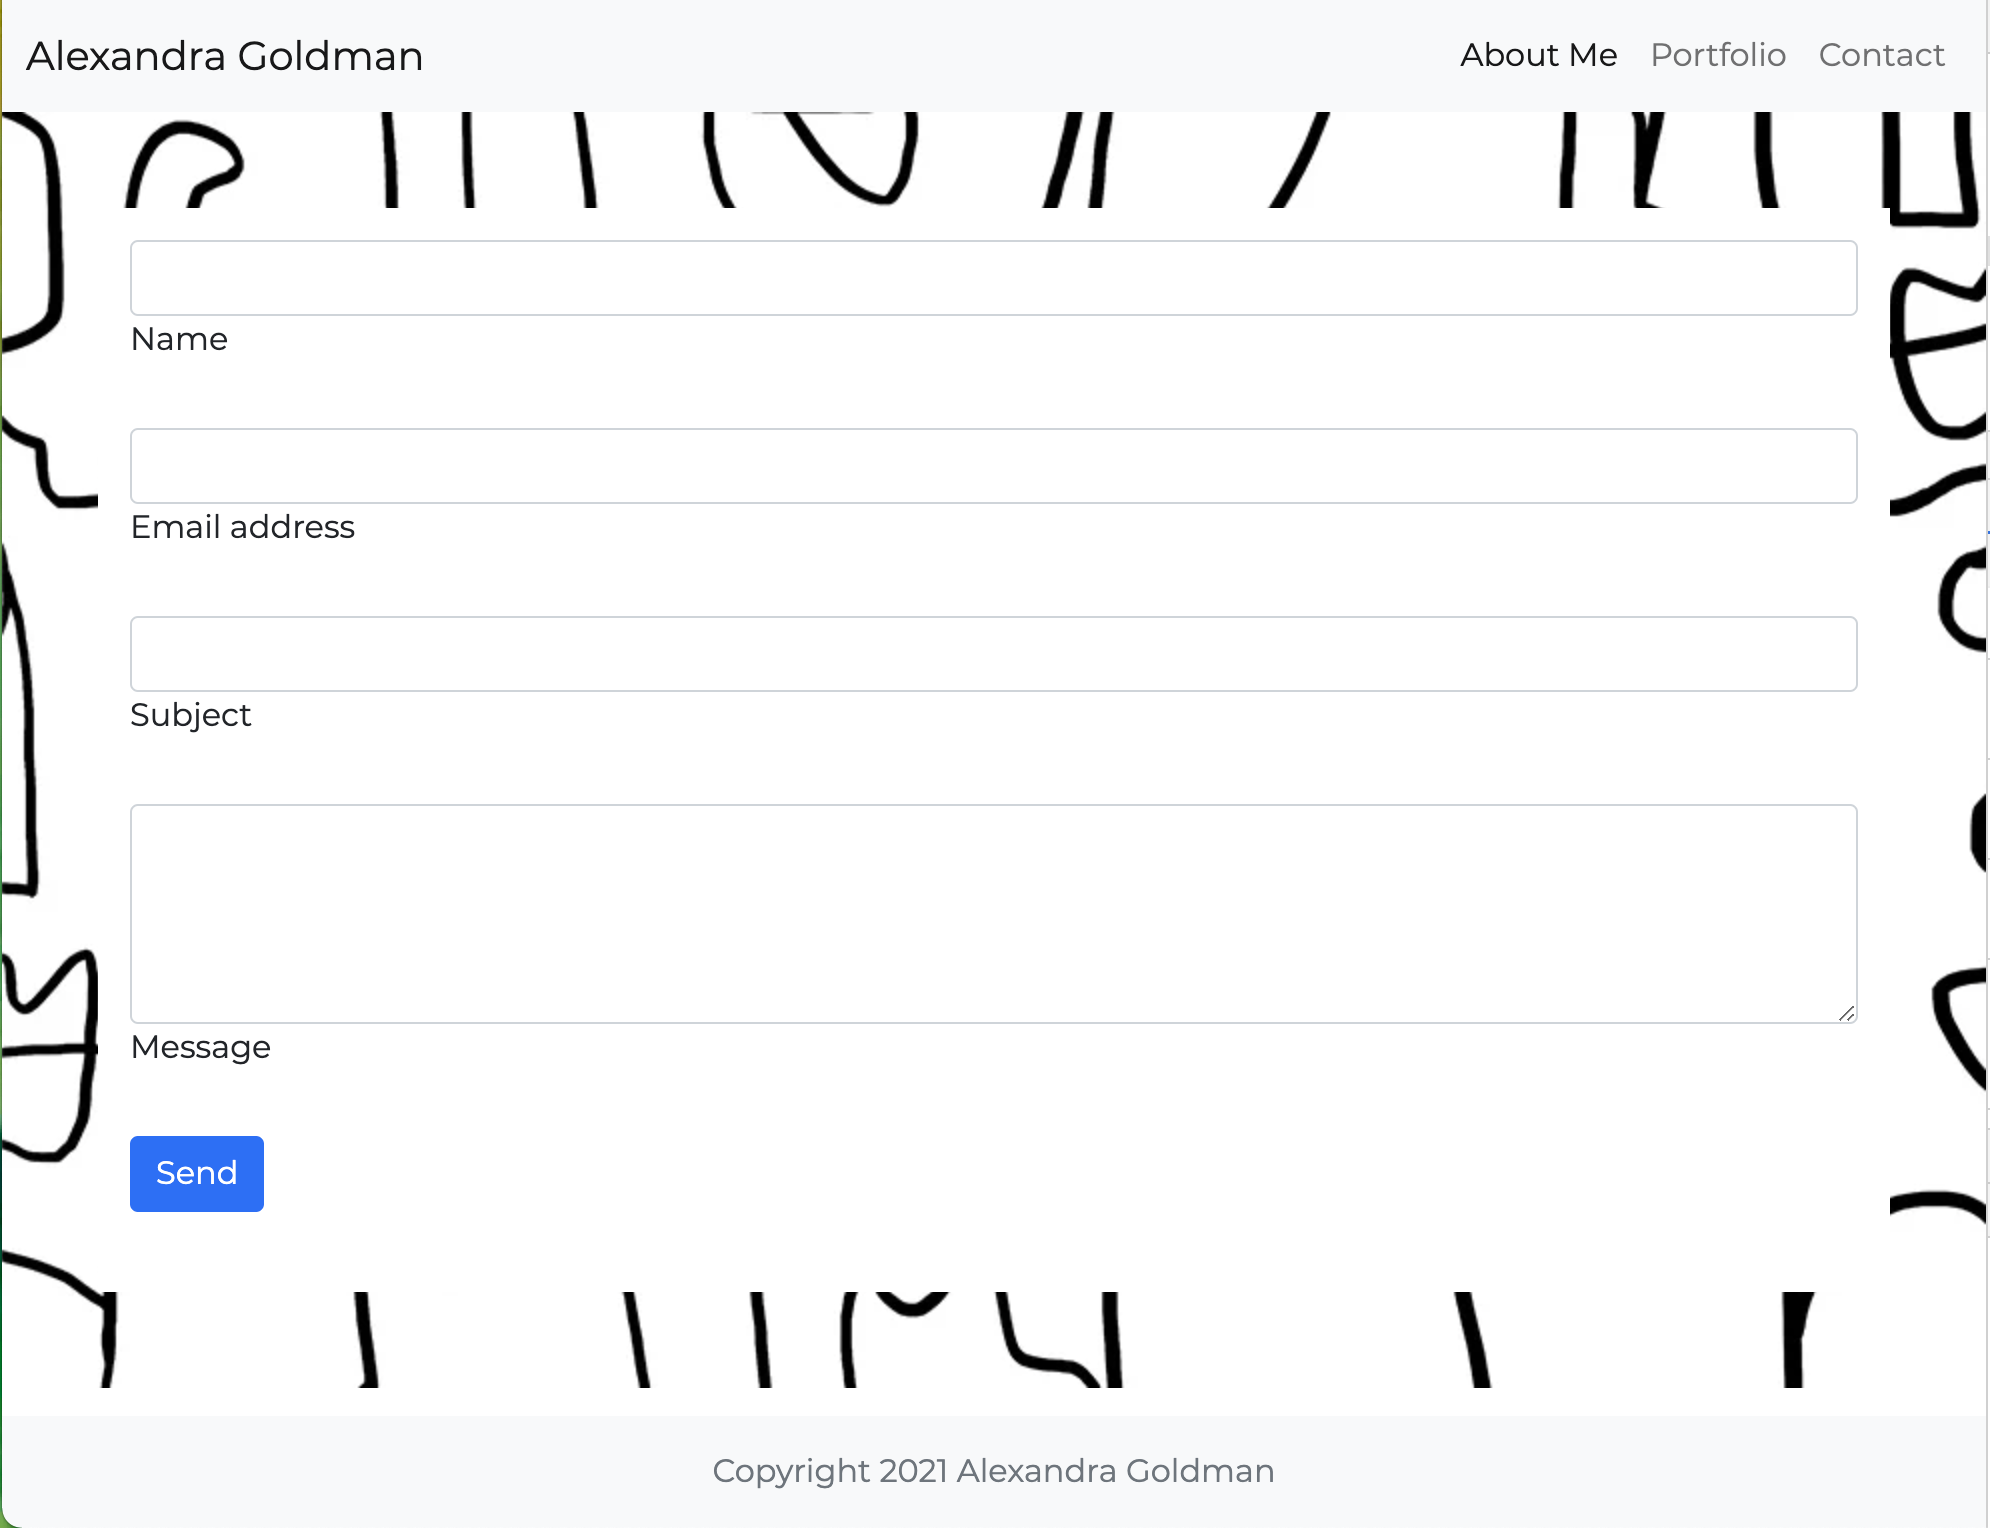 Alexandra Goldman
About Me Portfolio Contact
Name
Email address
Subject
Message
Send
Copyright 2021 Alexandra Goldman